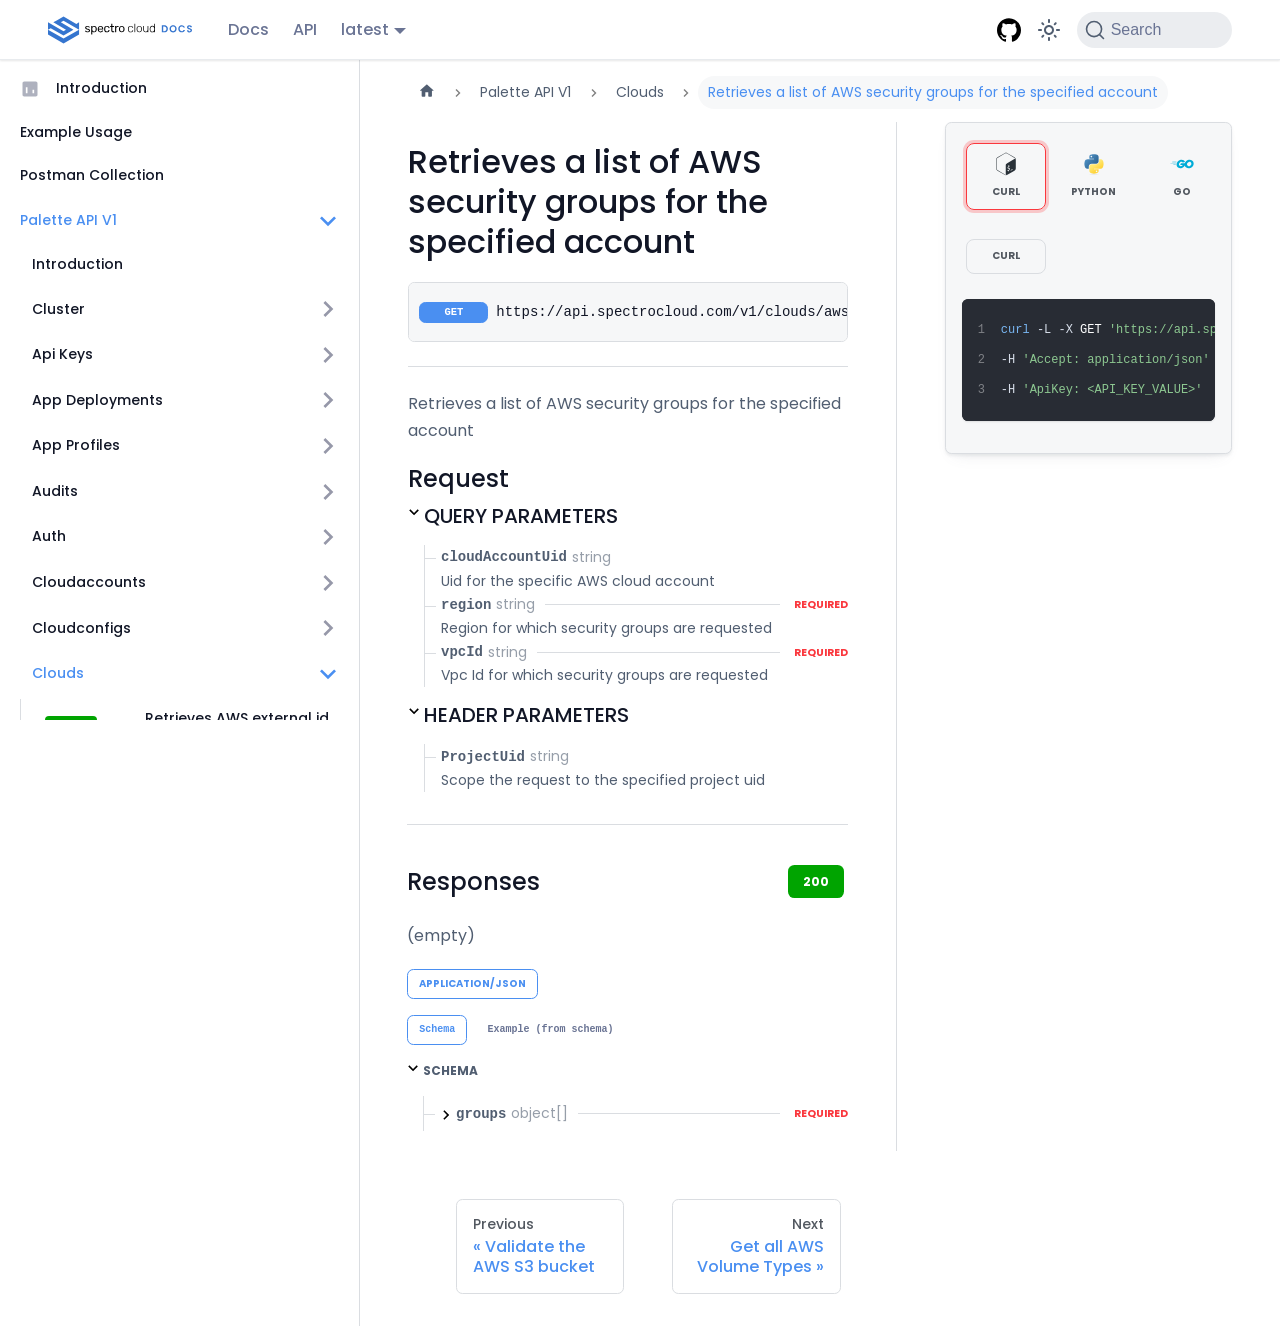 spectro cloud DOCS
Docs
API
latest
Search
Introduction
Example Usage
Postman Collection
Palette API V1
Introduction
Cluster
Api Keys
App Deployments
App Profiles
Audits
Auth
Cloudaccounts
Cloudconfigs
Clouds
Retrieves AWS external id
Palette API V1
Clouds
Retrieves a list of AWS security groups for the specified account
Retrieves a list of AWS
security groups for the
specified account
GET https://api.spectrocloud.com/v1/clouds/aws
Retrieves a list of AWS security groups for the specified
account
Request
QUERY PARAMETERS
cloudAccountUid string
Uid for the specific AWS cloud account
region string REQUIRED
Region for which security groups are requested
vpcId string REQUIRED
Vpc Id for which security groups are requested
HEADER PARAMETERS
ProjectUid string
Scope the request to the specified project uid
Responses
200
(empty)
APPLICATION/JSON
Schema Example (from schema)
SCHEMA
groups object[] REQUIRED
Previous
« Validate the
AWS S3 bucket
Next
Get all AWS
Volume Types »
CURL
PYTHON
GO
CURL
1 curl -L -X GET 'https://api.sp
2 -H 'Accept: application/json'
3 -H 'ApiKey: <API_KEY_VALUE>'